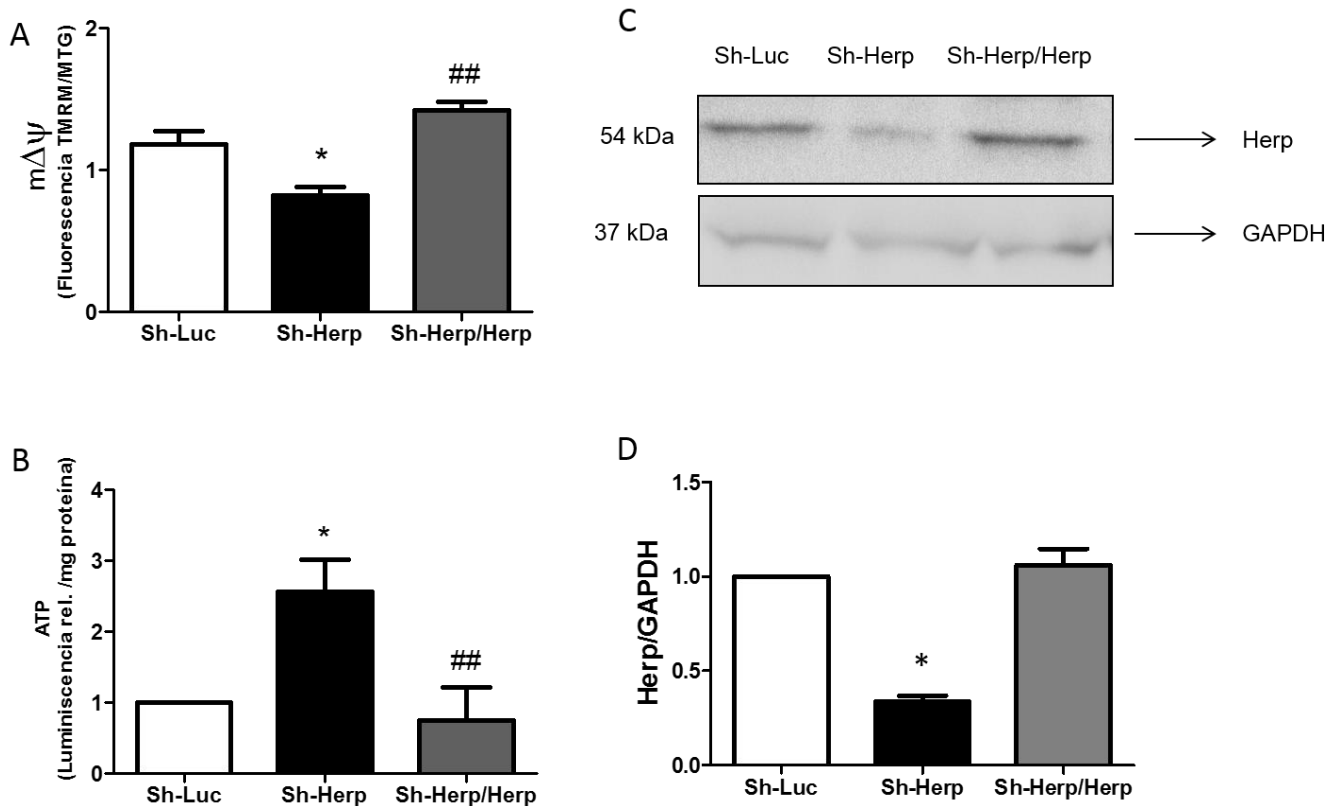 A
mΔψ
(Fluorescencia TMRM/MTG)
2
1
0
*
##
Sh-Luc Sh-Herp Sh-Herp/Herp
C
Sh-Luc Sh-Herp Sh-Herp/Herp
54 kDa
Herp
37 kDa
GAPDH
B
ATP
(Luminiscencia rel. /mg proteína)
4
3
2
1
0
*
##
Sh-Luc Sh-Herp Sh-Herp/Herp
D
Herp/GAPDH
1.5
1.0
0.5
0.0
*
Sh-Luc Sh-Herp Sh-Herp/Herp